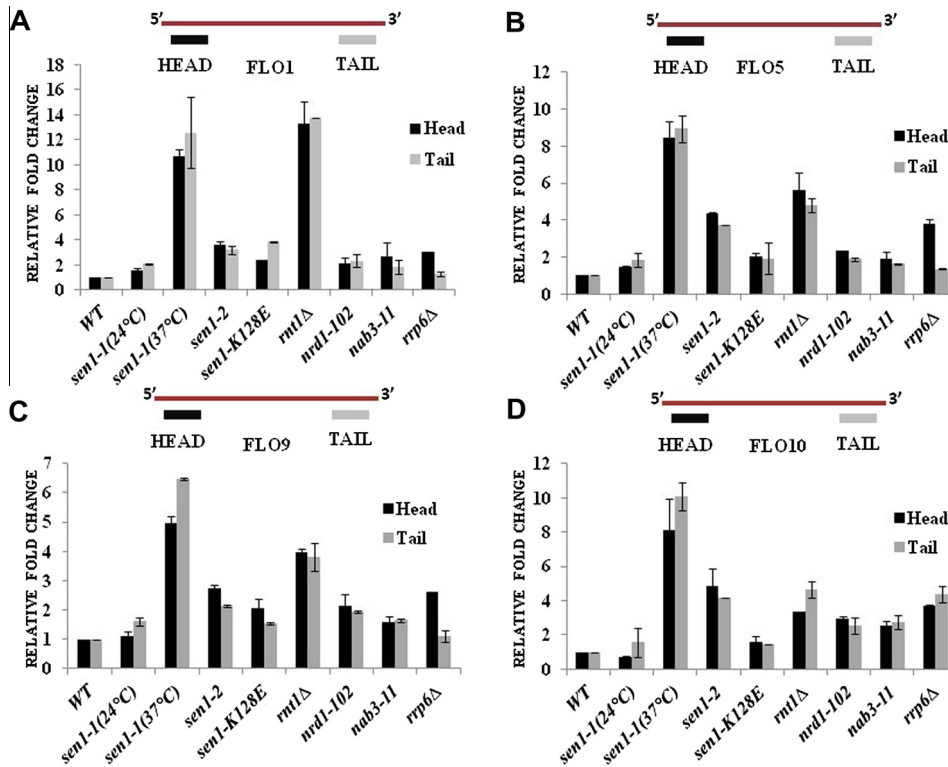 A
5’ 3’
HEAD FLO1 TAIL
RELATIVE FOLD CHANGE
18
16
14
12
10
8
6
4
2
0
Head
Tail
WT
sen1-1(24°C)
sen1-1(37°C)
sen1-2
sen1-K128E
rnt1Δ
nrd1-102
nab3-11
rrp6Δ
B
5’ 3’
HEAD FLO5 TAIL
RELATIVE FOLD CHANGE
12
10
8
6
4
2
0
Head
Tail
WT
sen1-1(24°C)
sen1-1(37°C)
sen1-2
sen1-K128E
rnt1Δ
nrd1-102
nab3-11
rrp6Δ
C
5’ 3’
HEAD FLO9 TAIL
RELATIVE FOLD CHANGE
7
6
5
4
3
2
1
0
Head
Tail
WT
sen1-1(24°C)
sen1-1(37°C)
sen1-2
sen1-K128E
rnt1Δ
nrd1-102
nab3-11
rrp6Δ
D
5’ 3’
HEAD FLO10 TAIL
RELATIVE FOLD CHANGE
12
10
8
6
4
2
0
Head
Tail
WT
sen1-1(24°C)
sen1-1(37°C)
sen1-2
sen1-K128E
rnt1Δ
nrd1-102
nab3-11
rrp6Δ